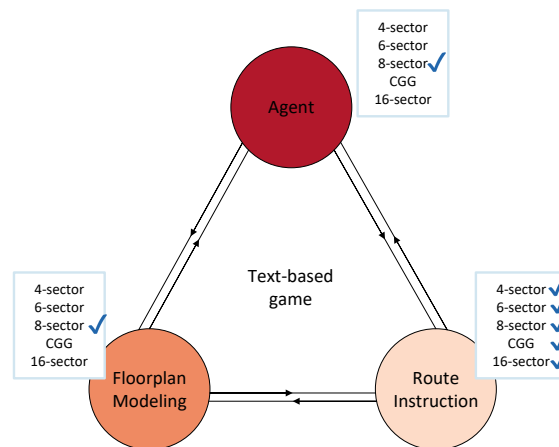 4-sector
6-sector
8-sector ✓
CGG
16-sector
Agent
Text-based
game
4-sector
6-sector
8-sector ✓
CGG
16-sector
Floorplan
Modeling
4-sector ✓
6-sector ✓
8-sector ✓
CGG ✓
16-sector ✓
Route
Instruction